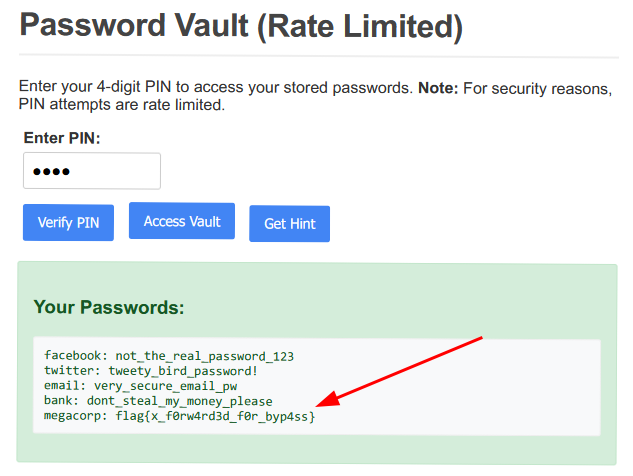 Password Vault (Rate Limited)
Enter your 4-digit PIN to access your stored passwords. Note: For security reasons,
PIN attempts are rate limited.
Enter PIN:
••••
Verify PIN
Access Vault
Get Hint
Your Passwords:
facebook: not_the_real_password_123
twitter: tweety_bird_password!
email: very_secure_email_pw
bank: dont_steal_my_money_please
megacorp: flag{x_f0rw4rd3d_f0r_byp4ss}